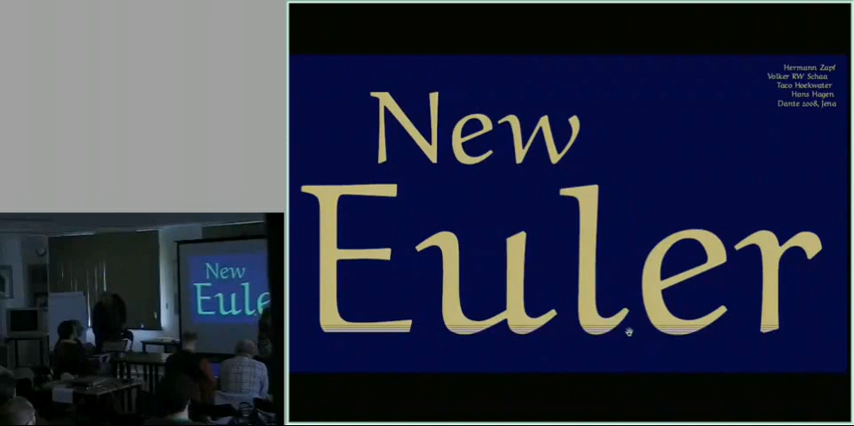 Hermann Zapf
Volker RW Schaa
Taco Hoekwater
Hans Hagen
Dante 2008, Jena
New
Euler
New
Eule